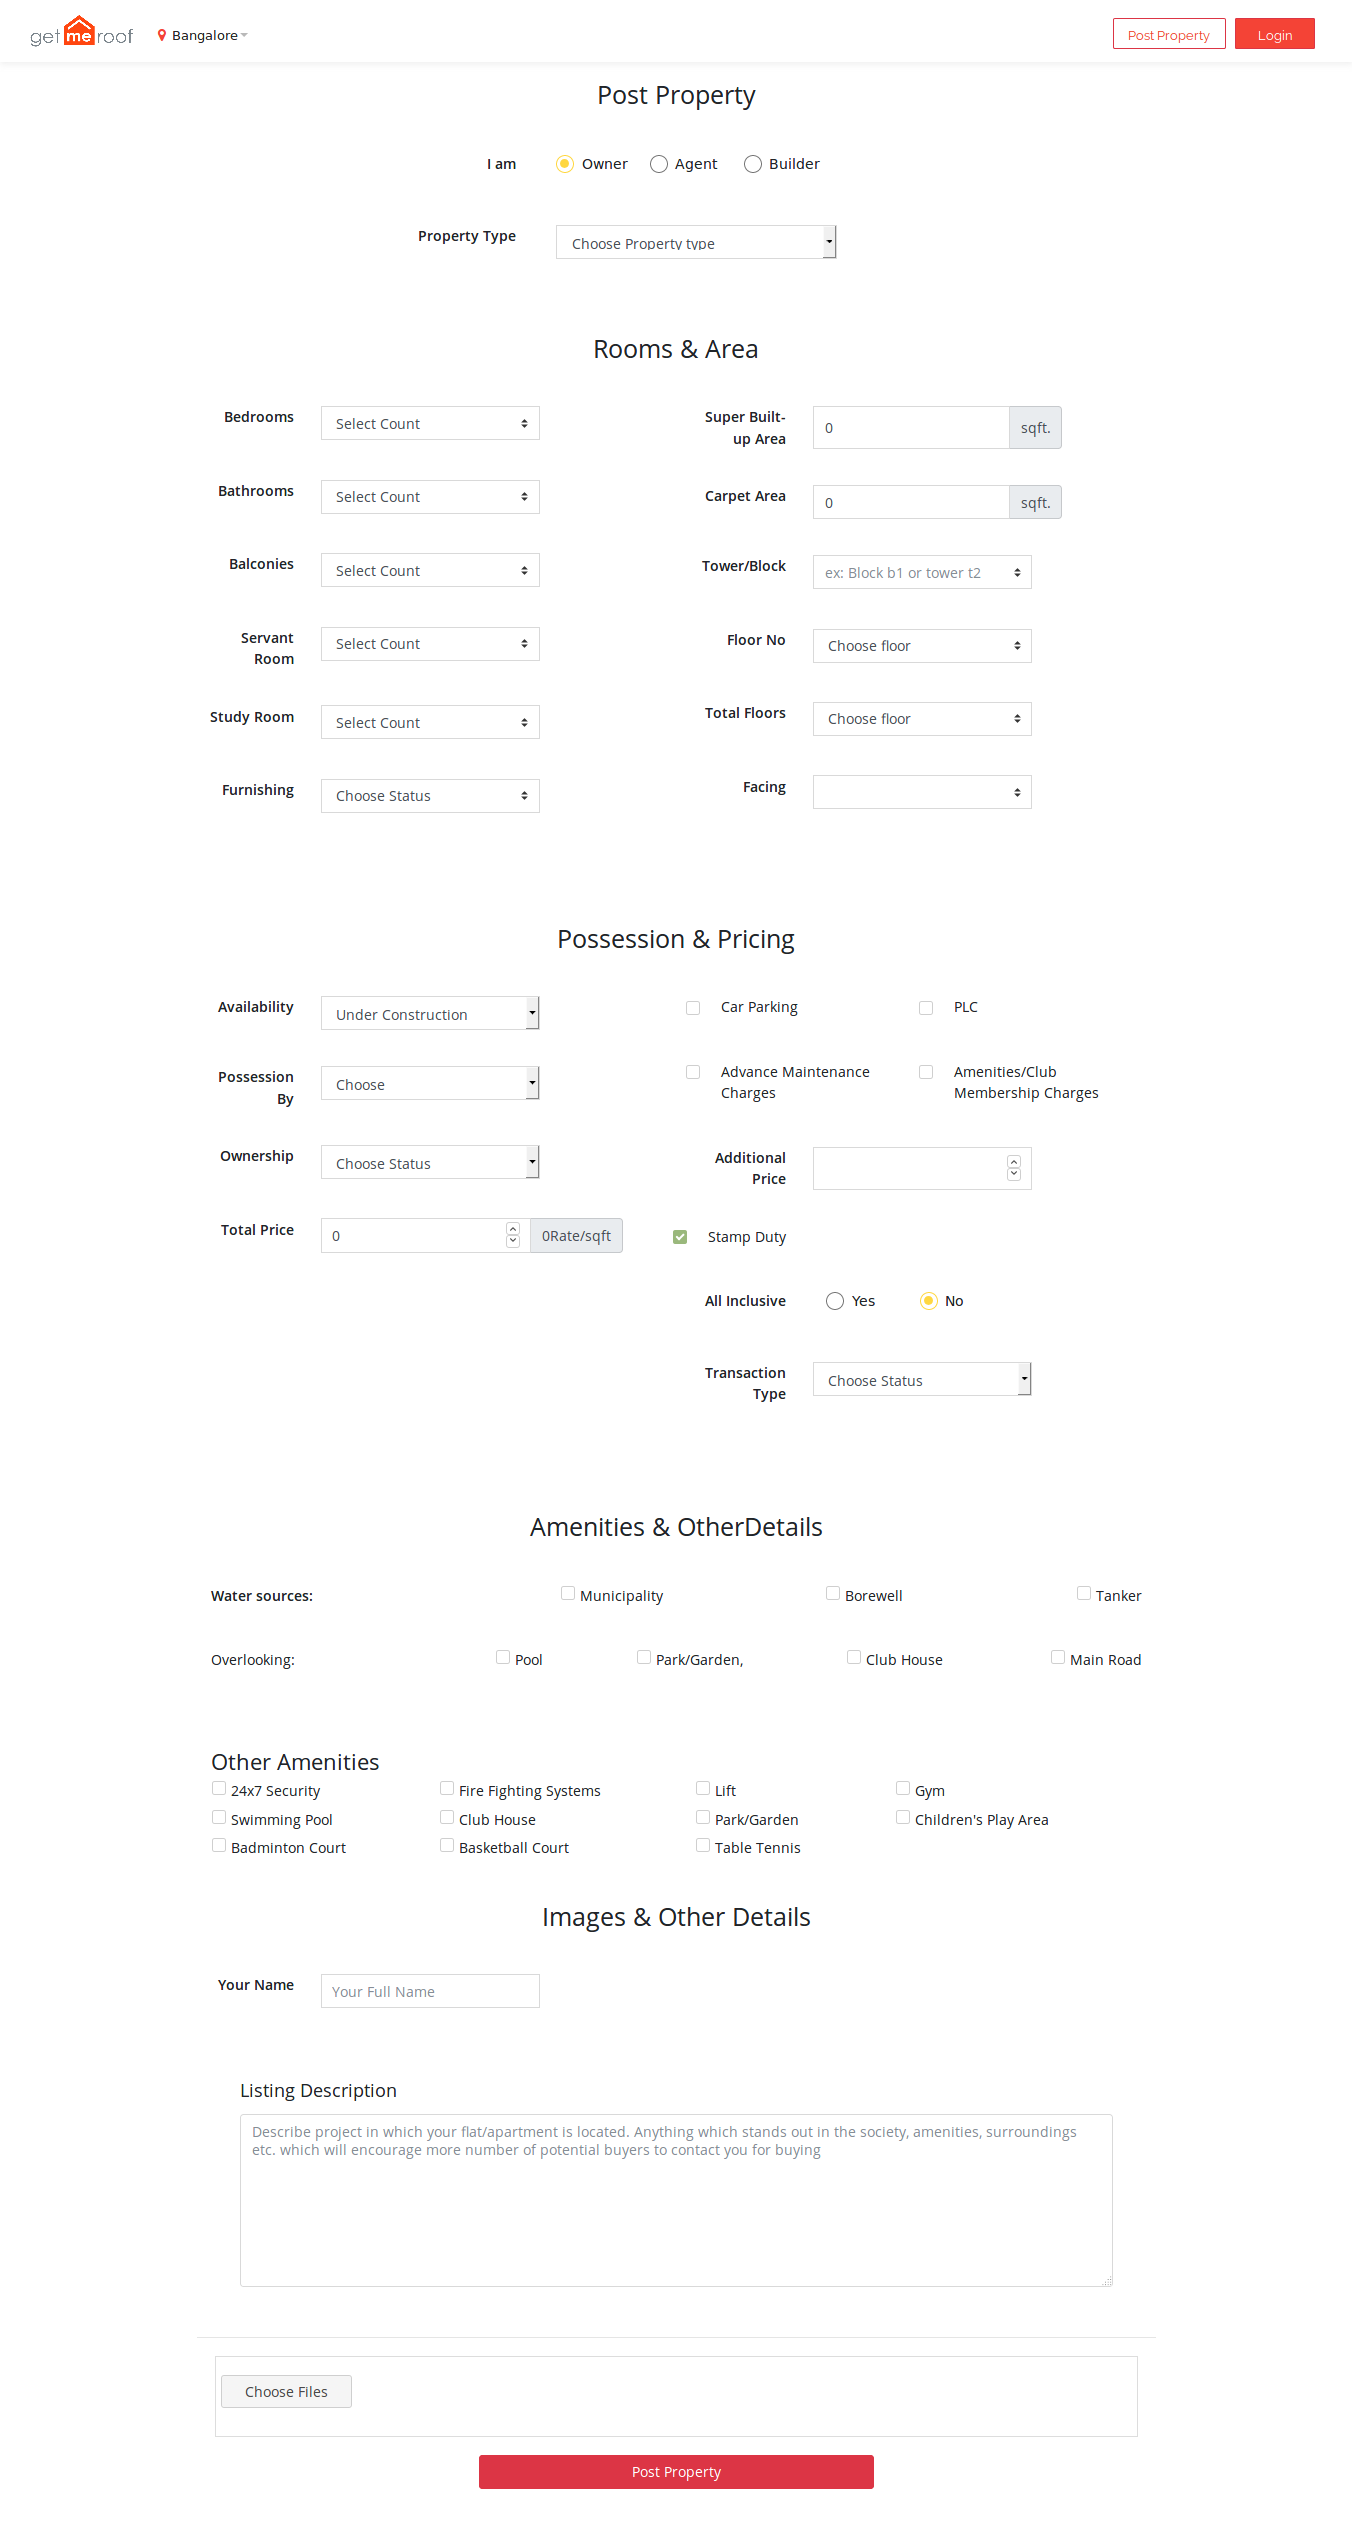 getmeroof
Bangalore
Post Property
Login
Post Property
I am
Owner
Agent
Builder
Property Type
Choose Property type
Rooms & Area
Bedrooms
Select Count
Super Built-
up Area
0
sqft.
Bathrooms
Select Count
Carpet Area
0
sqft.
Balconies
Select Count
Tower/Block
ex: Block b1 or tower t2
Servant
Room
Select Count
Floor No
Choose floor
Study Room
Select Count
Total Floors
Choose floor
Furnishing
Choose Status
Facing
Possession & Pricing
Availability
Under Construction
Car Parking
PLC
Possession
By
Choose
Advance Maintenance
Charges
Amenities/Club
Membership Charges
Ownership
Choose Status
Additional
Price
Total Price
0
0Rate/sqft
Stamp Duty
All Inclusive
Yes
No
Transaction
Type
Choose Status
Amenities & OtherDetails
Water sources:
Municipality
Borewell
Tanker
Overlooking:
Pool
Park/Garden,
Club House
Main Road
Other Amenities
24x7 Security
Fire Fighting Systems
Lift
Gym
Swimming Pool
Club House
Park/Garden
Children's Play Area
Badminton Court
Basketball Court
Table Tennis
Images & Other Details
Your Name
Your Full Name
Listing Description
Describe project in which your flat/apartment is located. Anything which stands out in the society, amenities, surroundings
etc. which will encourage more number of potential buyers to contact you for buying
Choose Files
Post Property